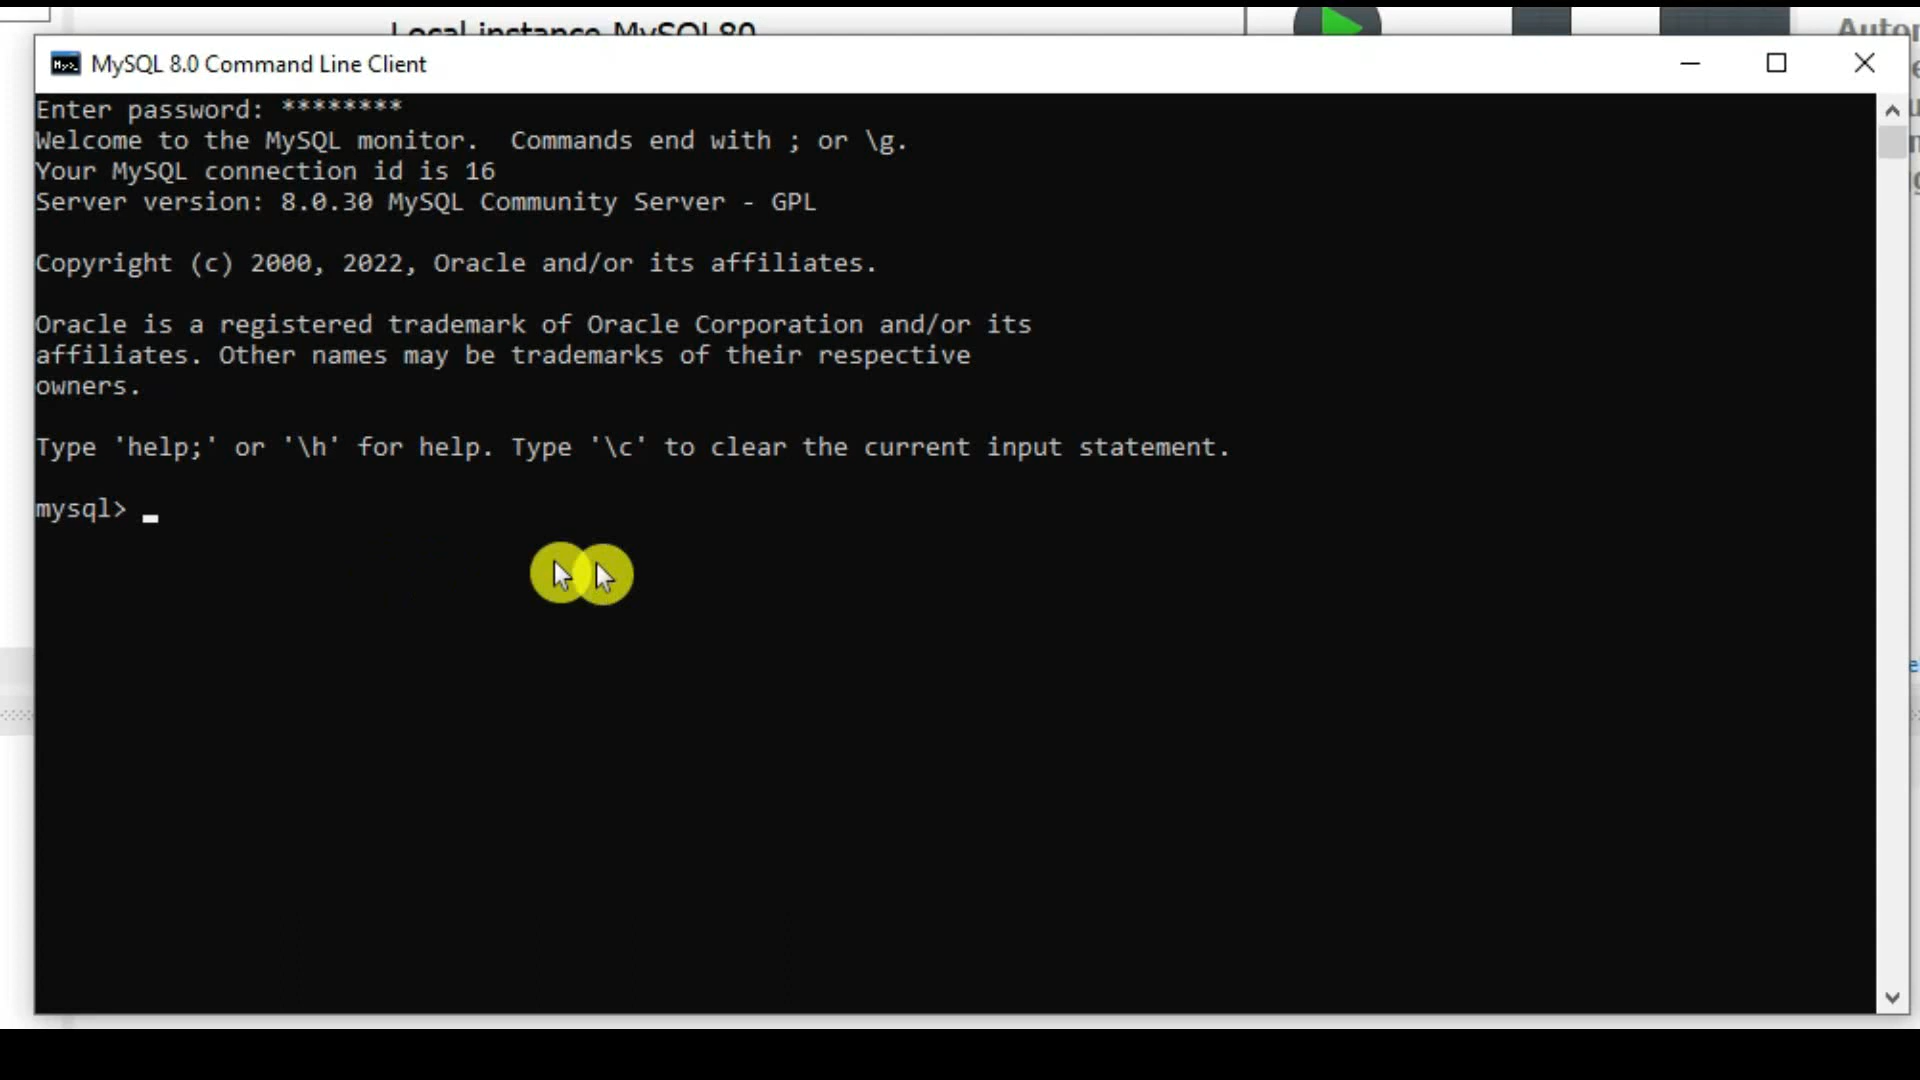 Local instance MySQL80
MySQL 8.0 Command Line Client
Enter password: ********
Welcome to the MySQL monitor.  Commands end with ; or \g.
Your MySQL connection id is 16
Server version: 8.0.30 MySQL Community Server - GPL
Copyright (c) 2000, 2022, Oracle and/or its affiliates.
Oracle is a registered trademark of Oracle Corporation and/or its
affiliates. Other names may be trademarks of their respective
owners.
Type 'help;' or '\h' for help. Type '\c' to clear the current input statement.
mysql> _